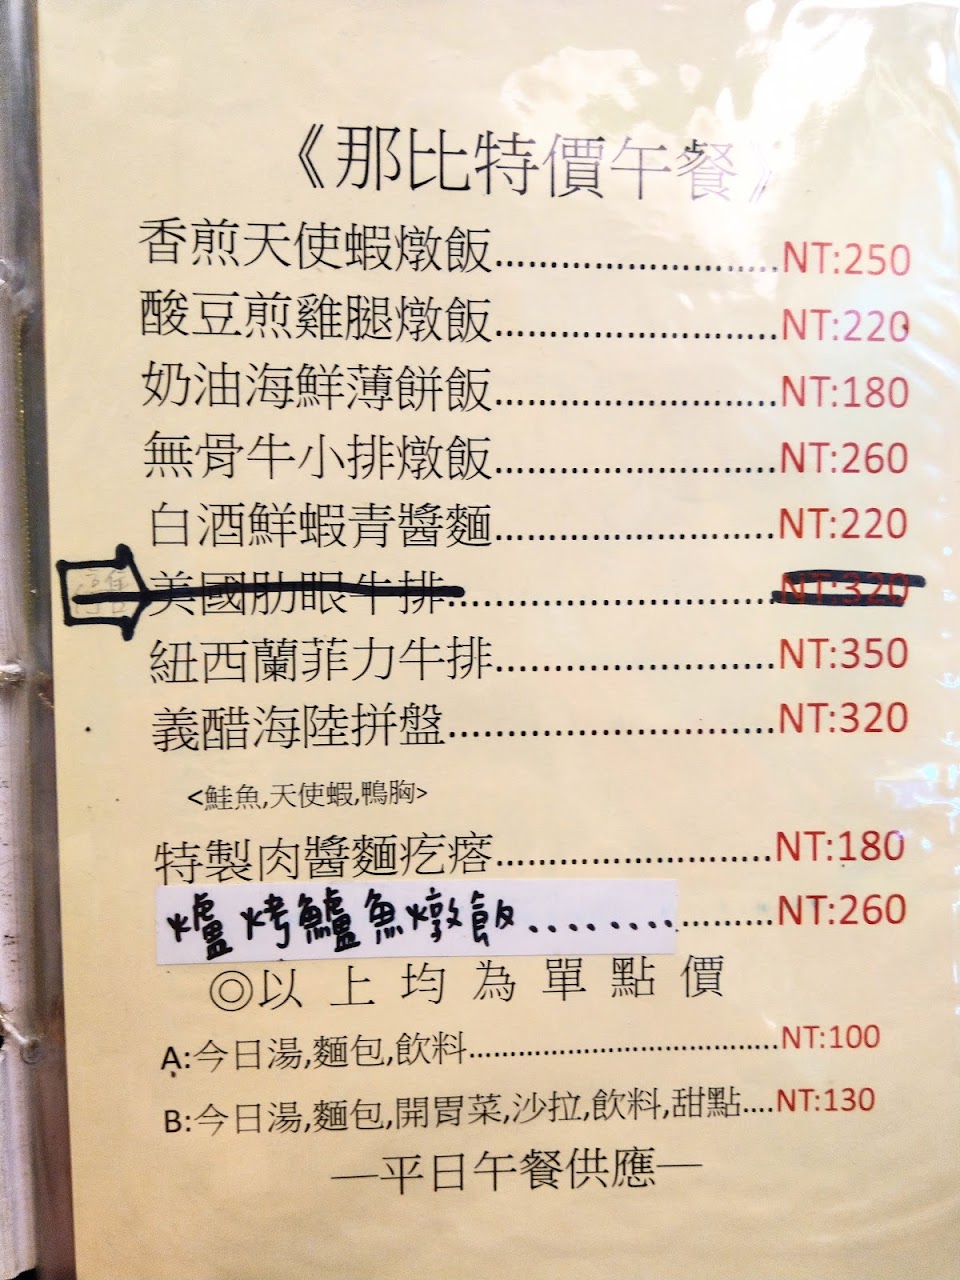 《那比特價午餐》
香煎天使蝦燉飯..............................NT:250
酸豆煎雞腿燉飯..............................NT:220
奶油海鮮薄餅飯..............................NT:180
無骨牛小排燉飯..............................NT:260
白酒鮮蝦青醬麵..............................NT:220
停售 美國肋眼牛排..................................NT:320
紐西蘭菲力牛排..............................NT:350
義醋海陸拼盤...................................NT:320
<鮭魚,天使蝦,鴨胸>
特製肉醬麵疙瘩..............................NT:180
爐烤鱸魚燉飯..................NT:260
◎以上均為單點價
A:今日湯,麵包,飲料......................................NT:100
B:今日湯,麵包,開胃菜,沙拉,飲料,甜點....NT:130
—平日午餐供應—